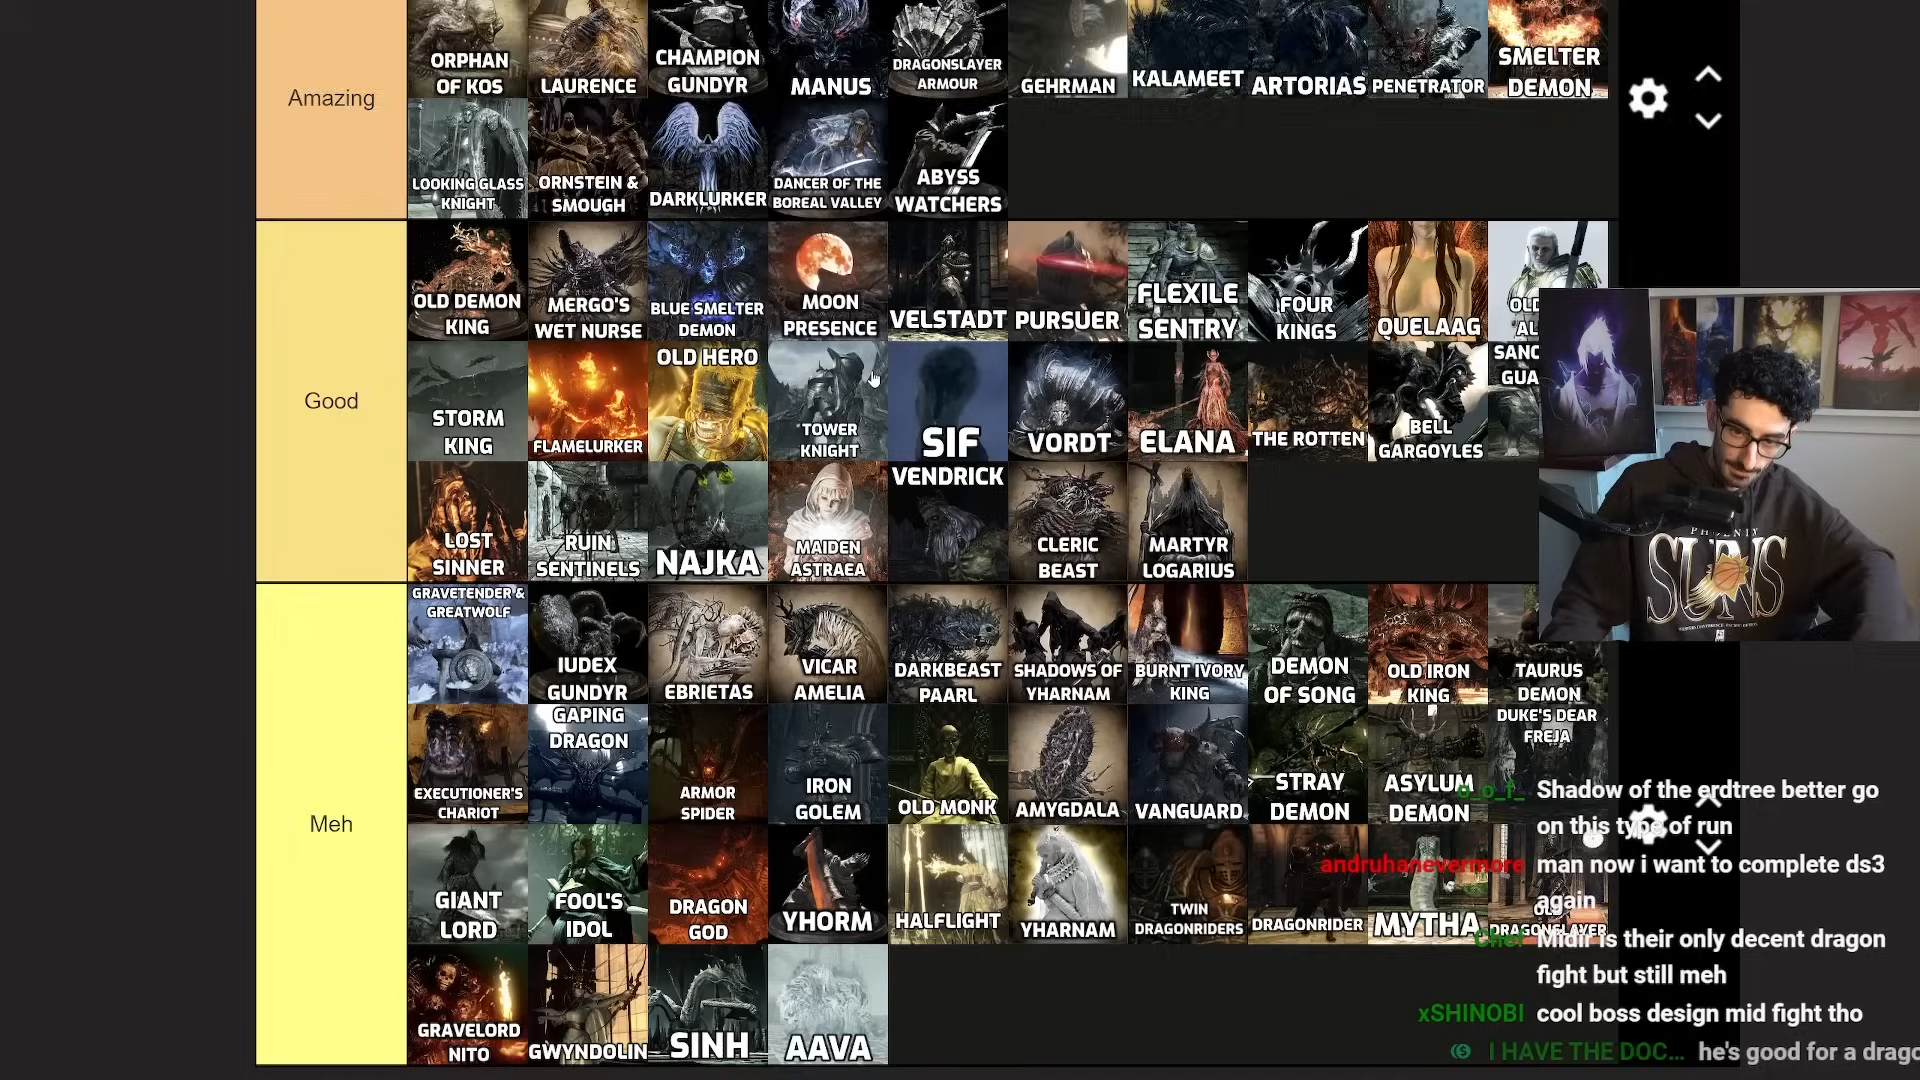 Amazing
ORPHAN
OF KOS
LAURENCE
CHAMPION
GUNDYR
MANUS
DRAGONSLAYER
ARMOUR
GEHRMAN
KALAMEET
ARTORIAS
PENETRATOR
SMELTER
DEMON
LOOKING GLASS
KNIGHT
ORNSTEIN &
SMOUGH
DARKLURKER
DANCER OF THE
BOREAL VALLEY
ABYSS
WATCHERS
Good
OLD DEMON
KING
MERGO'S
WET NURSE
BLUE SMELTER
DEMON
MOON
PRESENCE
VELSTADT
PURSUER
FLEXILE
SENTRY
FOUR
KINGS
QUELAAG
OLD
AL
STORM
KING
FLAMELURKER
OLD HERO
TOWER
KNIGHT
SIF
VORDT
ELANA
THE ROTTEN
BELL
GARGOYLES
SANC
GUA
LOST
SINNER
RUIN
SENTINELS
NAJKA
MAIDEN
ASTRAEA
VENDRICK
CLERIC
BEAST
MARTYR
LOGARIUS
PHOENIX
SUNS
Meh
GRAVETENDER &
GREATWOLF
IUDEX
GUNDYR
EBRIETAS
VICAR
AMELIA
DARKBEAST
PAARL
SHADOWS OF
YHARNAM
BURNT IVORY
KING
DEMON
OF SONG
OLD IRON
KING
TAURUS
DEMON
EXECUTIONER'S
CHARIOT
GAPING
DRAGON
ARMOR
SPIDER
IRON
GOLEM
OLD MONK
AMYGDALA
VANGUARD
STRAY
DEMON
ASYLUM
DEMON
DUKE'S DEAR
FREJA
GIANT
LORD
FOOL'S
IDOL
DRAGON
GOD
YHORM
HALFLIGHT
YHARNAM
TWIN
DRAGONRIDERS
DRAGONRIDER
MYTHA
OLD
DRAGONSLAYER
GRAVELORD
NITO
GWYNDOLIN
SINH
AAVA
Shadow of the erdtree better go
on this type of run
andruhanevermore man now i want to complete ds3
again
Chef Midir is their only decent dragon
fight but still meh
xSHINOBI cool boss design mid fight tho
I HAVE THE DOC... he's good for a drago